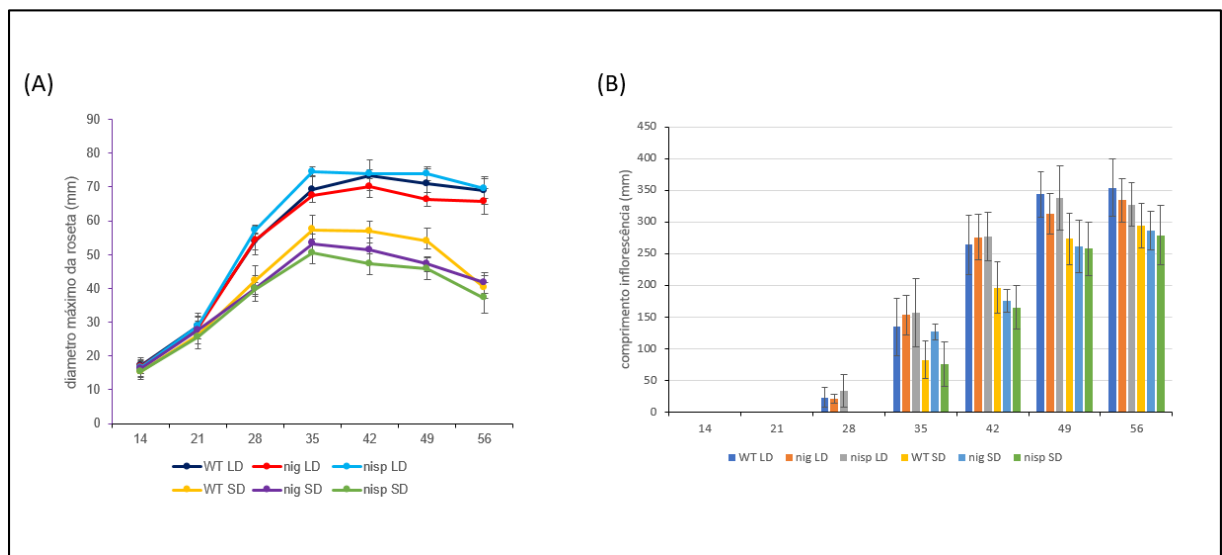 (A)
diametro máximo da roseta (mm)
90
80
70
60
50
40
30
20
10
0
14 21 28 35 42 49 56
WT LD nig LD nisp LD
WT SD nig SD nisp SD
(B)
comprimento inflorescência (mm)
450
400
350
300
250
200
150
100
50
0
14 21 28 35 42 49 56
WT LD nig LD nisp LD WT SD nig SD nisp SD